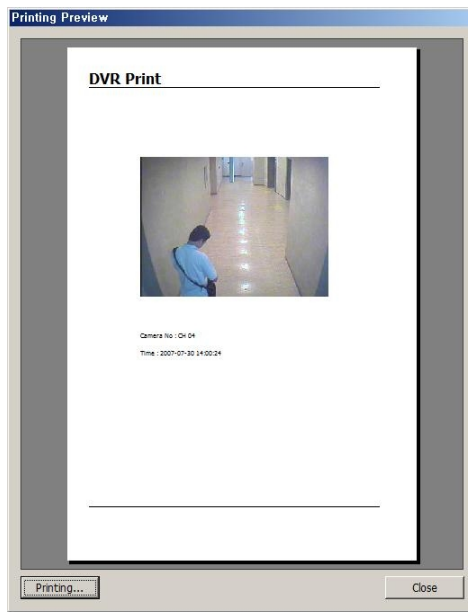 Printing Preview
DVR Print
Camera No : CH 04
Time : 2007-07-30 14:00:24
Printing...
Close